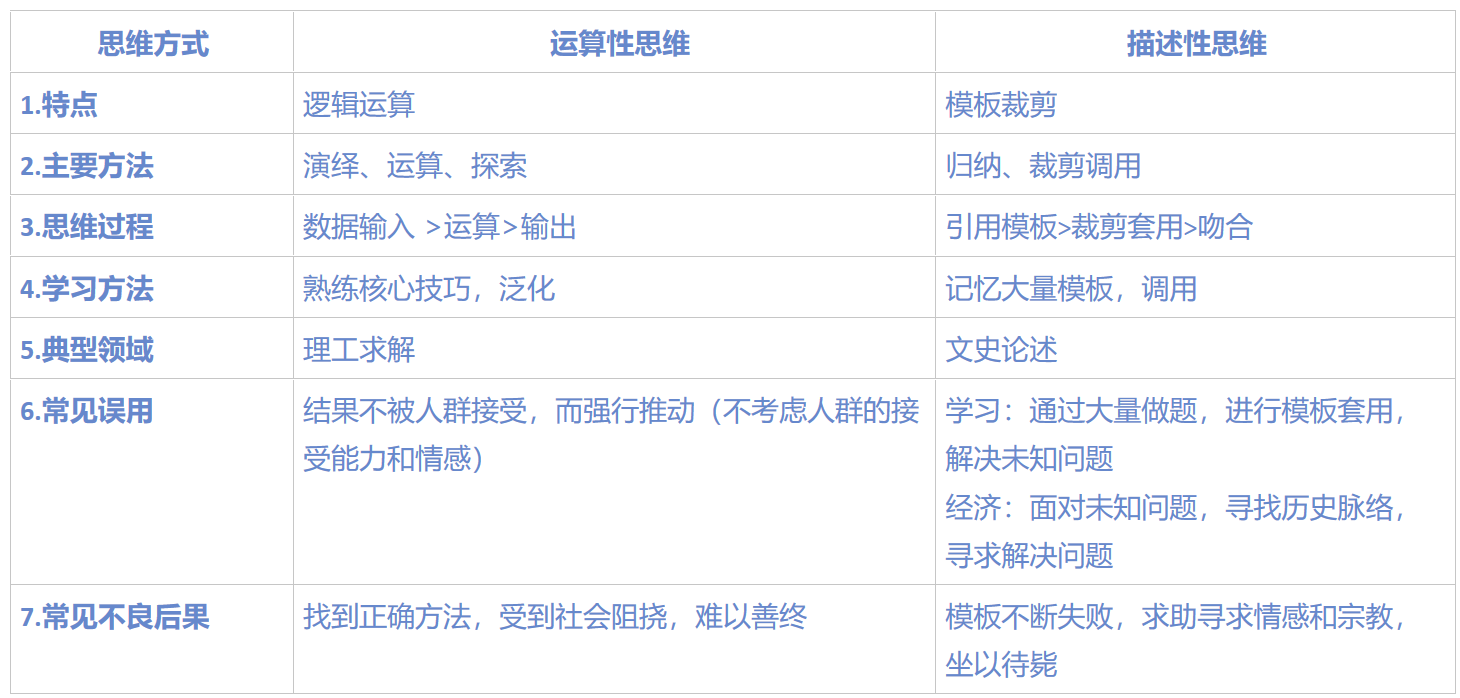 思维方式 运算性思维 描述性思维
1.特点 逻辑运算 模板裁剪
2.主要方法 演绎、运算、探索 归纳、裁剪调用
3.思维过程 数据输入 >运算>输出 引用模板>裁剪套用>吻合
4.学习方法 熟练核心技巧，泛化 记忆大量模板，调用
5.典型领域 理工求解 文史论述
6.常见误用
结果不被人群接受，而强行推动（不考虑人群的接
受能力和情感）
学习：通过大量做题，进行模板套用，
解决未知问题
经济：面对未知问题，寻找历史脉络，
寻求解决问题
7.常见不良后果
找到正确方法，受到社会阻挠，难以善终
模板不断失败，求助寻求情感和宗教，
坐以待毙